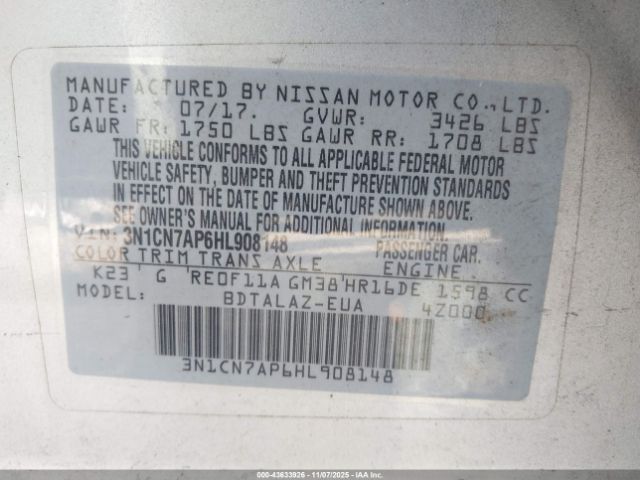 MANUFACTURED BY NISSAN MOTOR CO., LTD.
DATE: 07/17. GVWR: 3426 LBS
GAWR FR: 1750 LBS GAWR RR: 1708 LBS
THIS VEHICLE CONFORMS TO ALL APPLICABLE FEDERAL MOTOR
VEHICLE SAFETY, BUMPER AND THEFT PREVENTION STANDARDS
IN EFFECT ON THE DATE OF MANUFACTURE SHOWN ABOVE.
SEE OWNER'S MANUAL FOR ADDITIONAL INFORMATION.
VIN: 3N1CN7AP6HL908148 PASSENGER CAR.
COLOR TRIM TRANS AXLE ENGINE
K23 G RE0F11A GM38 HR16DE 1598 CC
MODEL: BDTALAZ-EUA 4Z000
3N1CN7AP6HL908148
000-43633926 11/07/2025 Copyright © 2025 IAA, LLC